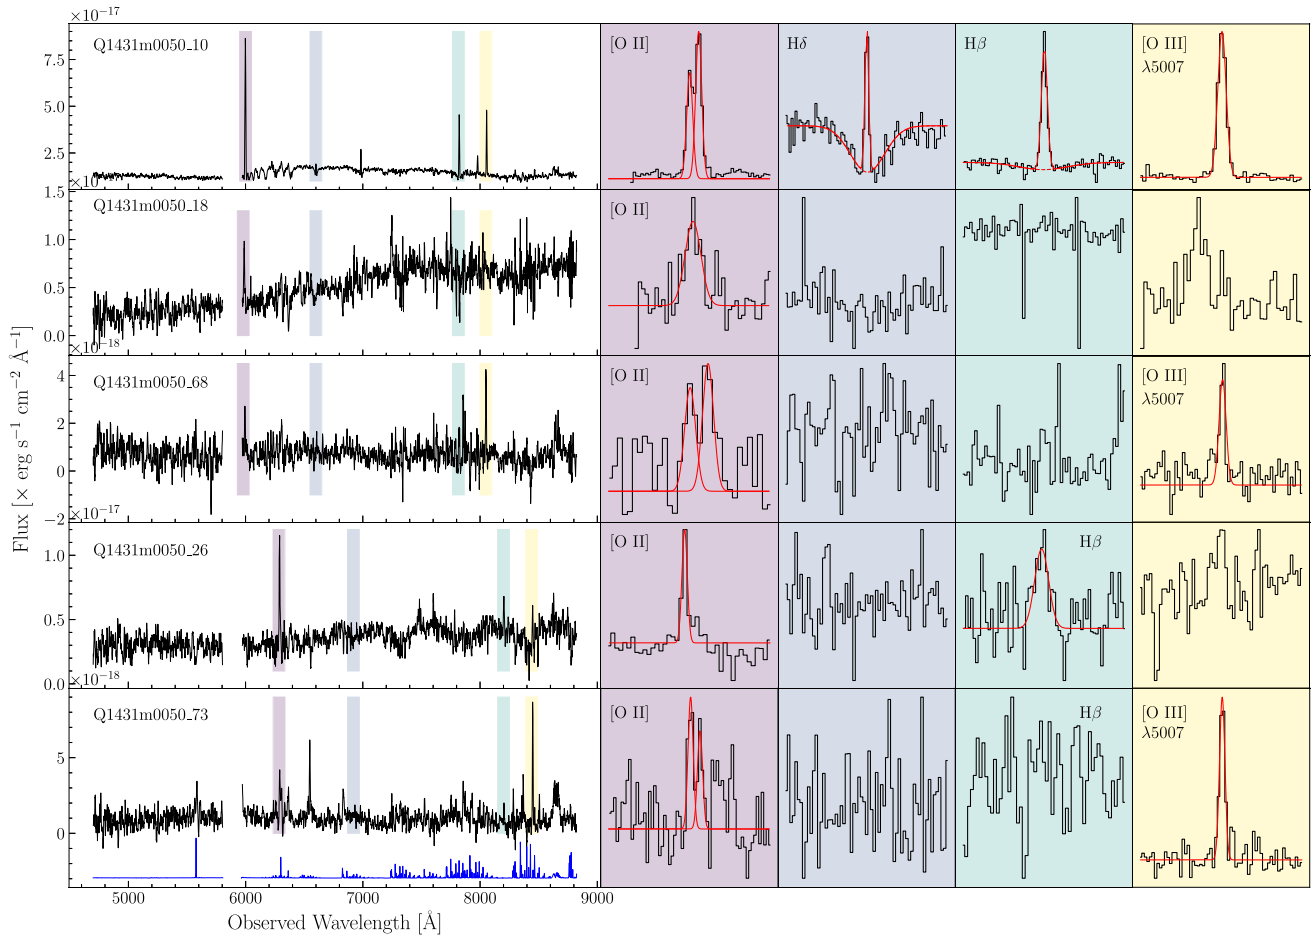 ×10−17
Q1431m0050_10
[O II]
Hδ
Hβ
[O III]
λ5007
7.5
5.0
2.5
1.5
Q1431m0050_18
[O II]
1.0
0.5
0.0
×10−18
Q1431m0050_68
[O II]
[O III]
λ5007
4
2
0
−2
×10−17
Q1431m0050_26
[O II]
Hβ
1.0
0.5
0.0
×10−18
Q1431m0050_73
[O II]
Hβ
[O III]
λ5007
5
0
5000
6000
7000
8000
9000
Observed Wavelength [Å]
Flux [× erg s−1 cm−2 Å−1]